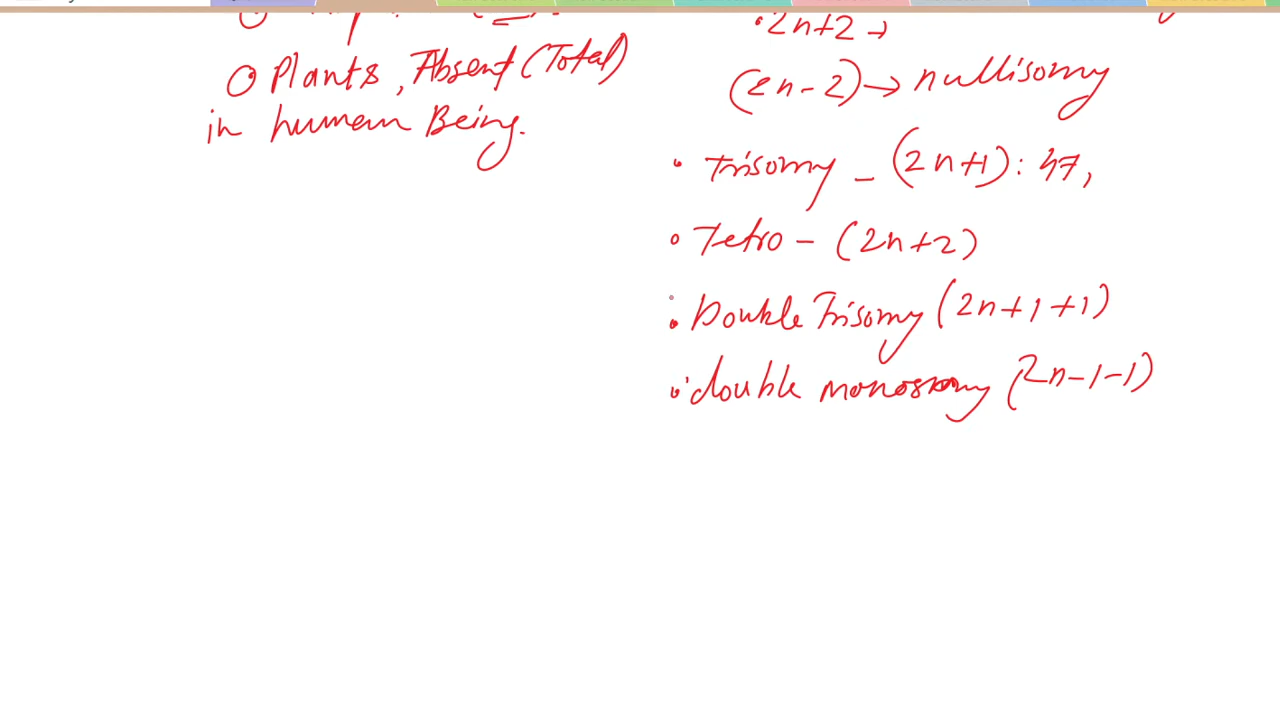 O Plants, Absent (Total)
in human Being.
• 2n+2 →
(2n-2) → nullisomy
• Trisomy - (2n+1): 47,
• Tetro - (2n+2)
• Double Trisomy (2n+1+1)
• double monosomy (2n-1-1)